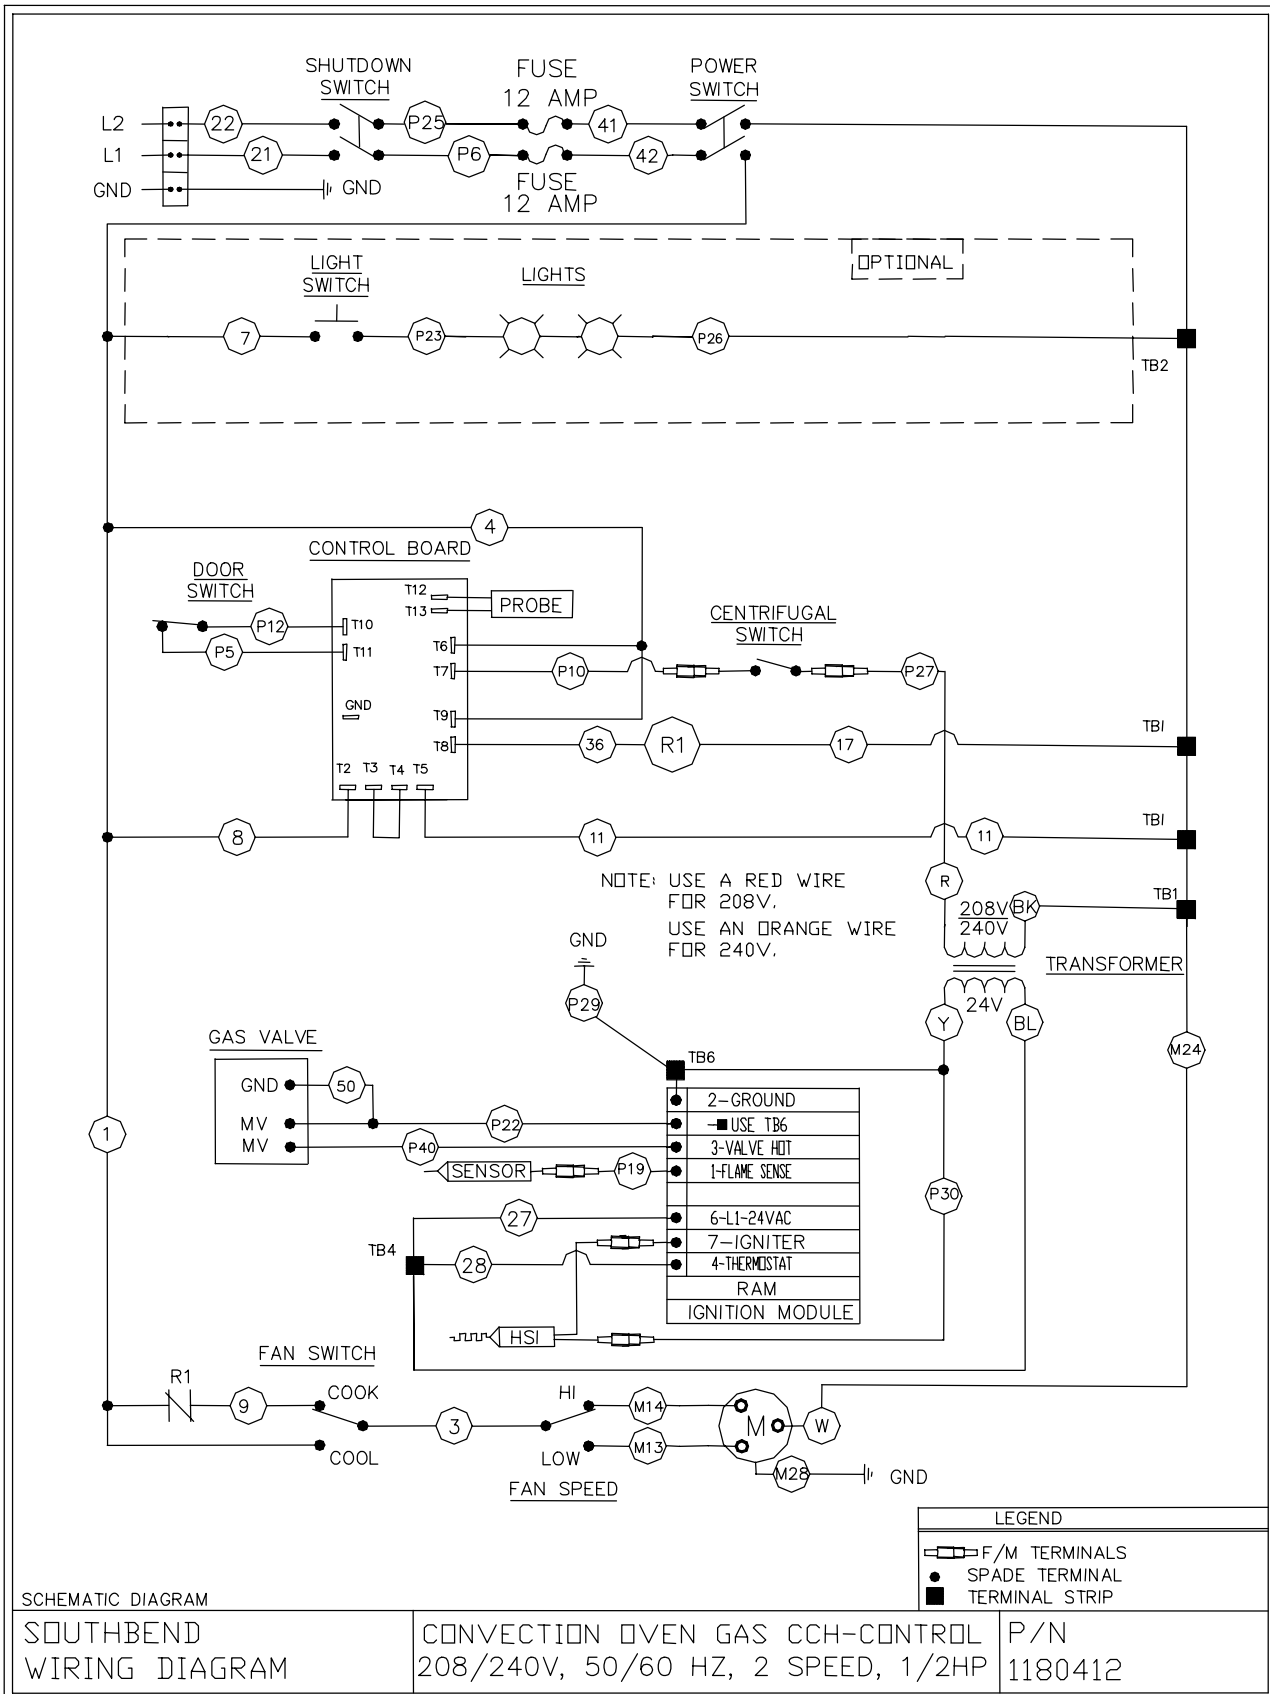 SHUTDOWN
SWITCH
FUSE
12 AMP
POWER
SWITCH
L2
22
P25
41
L1
21
P6
42
GND
GND
FUSE
12 AMP
OPTIONAL
LIGHT
SWITCH
LIGHTS
7
P23
P26
TB2
4
CONTROL BOARD
DOOR
SWITCH
T12
T13
PROBE
P12
T10
P5
T11
T6
T7
P10
CENTRIFUGAL
SWITCH
P27
GND
T9
T8
36
R1
17
TB1
T2 T3 T4 T5
8
11
11
TB1
NOTE: USE A RED WIRE
FOR 208V.
USE AN ORANGE WIRE
FOR 240V.
R
208V
240V
BK
TB1
TRANSFORMER
24V
Y
BL
M24
GND
P29
GAS VALVE
TB6
GND
50
2-GROUND
MV
P22
USE TB6
MV
P40
3-VALVE HOT
SENSOR
P19
1-FLAME SENSE
P30
27
6-L1-24VAC
7-IGNITER
TB4
28
4-THERMOSTAT
RAM
IGNITION MODULE
HSI
1
FAN SWITCH
R1
9
COOK
COOL
3
HI
LOW
M14
M13
M
W
M28
GND
FAN SPEED
LEGEND
F/M TERMINALS
SPADE TERMINAL
TERMINAL STRIP
SCHEMATIC DIAGRAM
SOUTHBEND
WIRING DIAGRAM
CONVECTION OVEN GAS CCH-CONTROL
208/240V, 50/60 HZ, 2 SPEED, 1/2HP
P/N
1180412